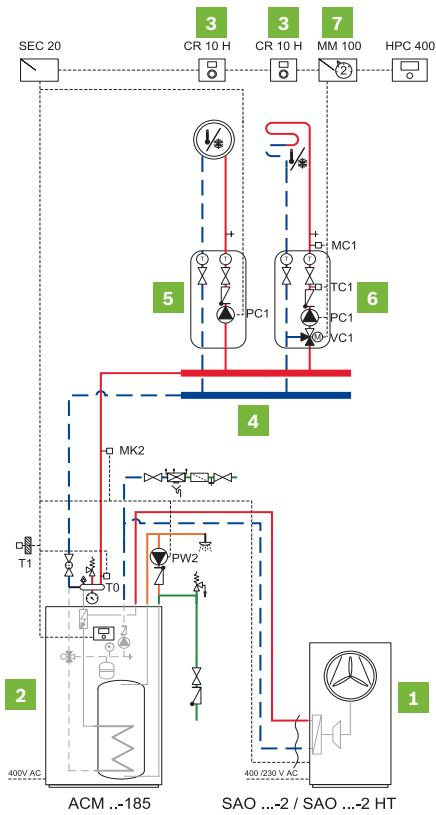 3 3 7
SEC 20 CR 10 H CR 10 H MM 100 HPC 400
2
MC1
T T T T
5 TC1 6
PC1 PC1
M VC1
4
MK2
T1 PW2
T0
2 1
400V AC 400 /230 V AC
ACM ..-185 SAO ...-2 / SAO ...-2 HT